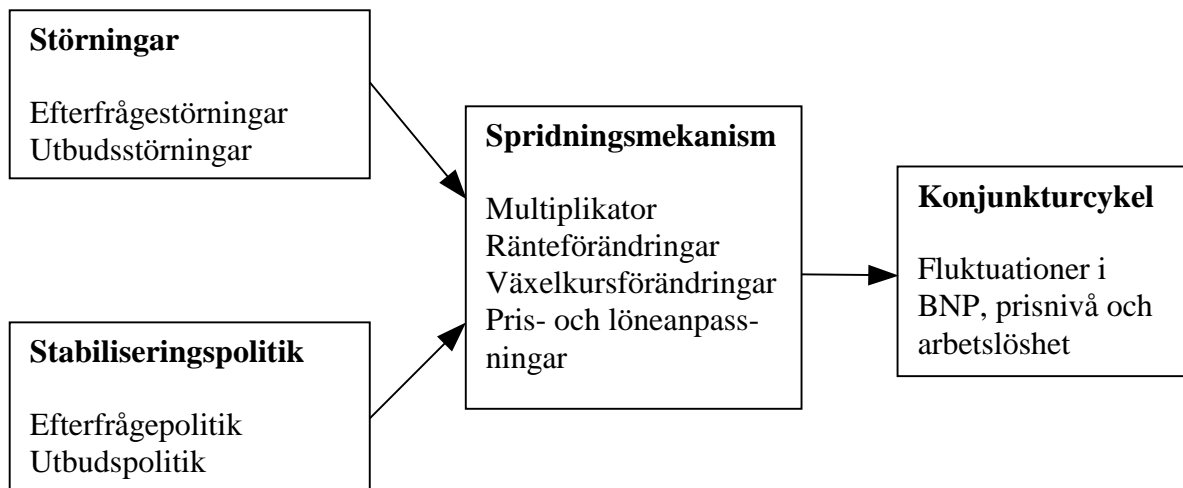 Störningar
Efterfrågestörningar
Utbudsstörningar
Stabiliseringspolitik
Efterfrågepolitik
Utbudspolitik
Spridningsmekanism
Multiplikator
Ränteförändringar
Växelkursförändringar
Pris- och löneanpass-
ningar
Konjunkturcykel
Fluktuationer i
BNP, prisnivå och
arbetslöshet